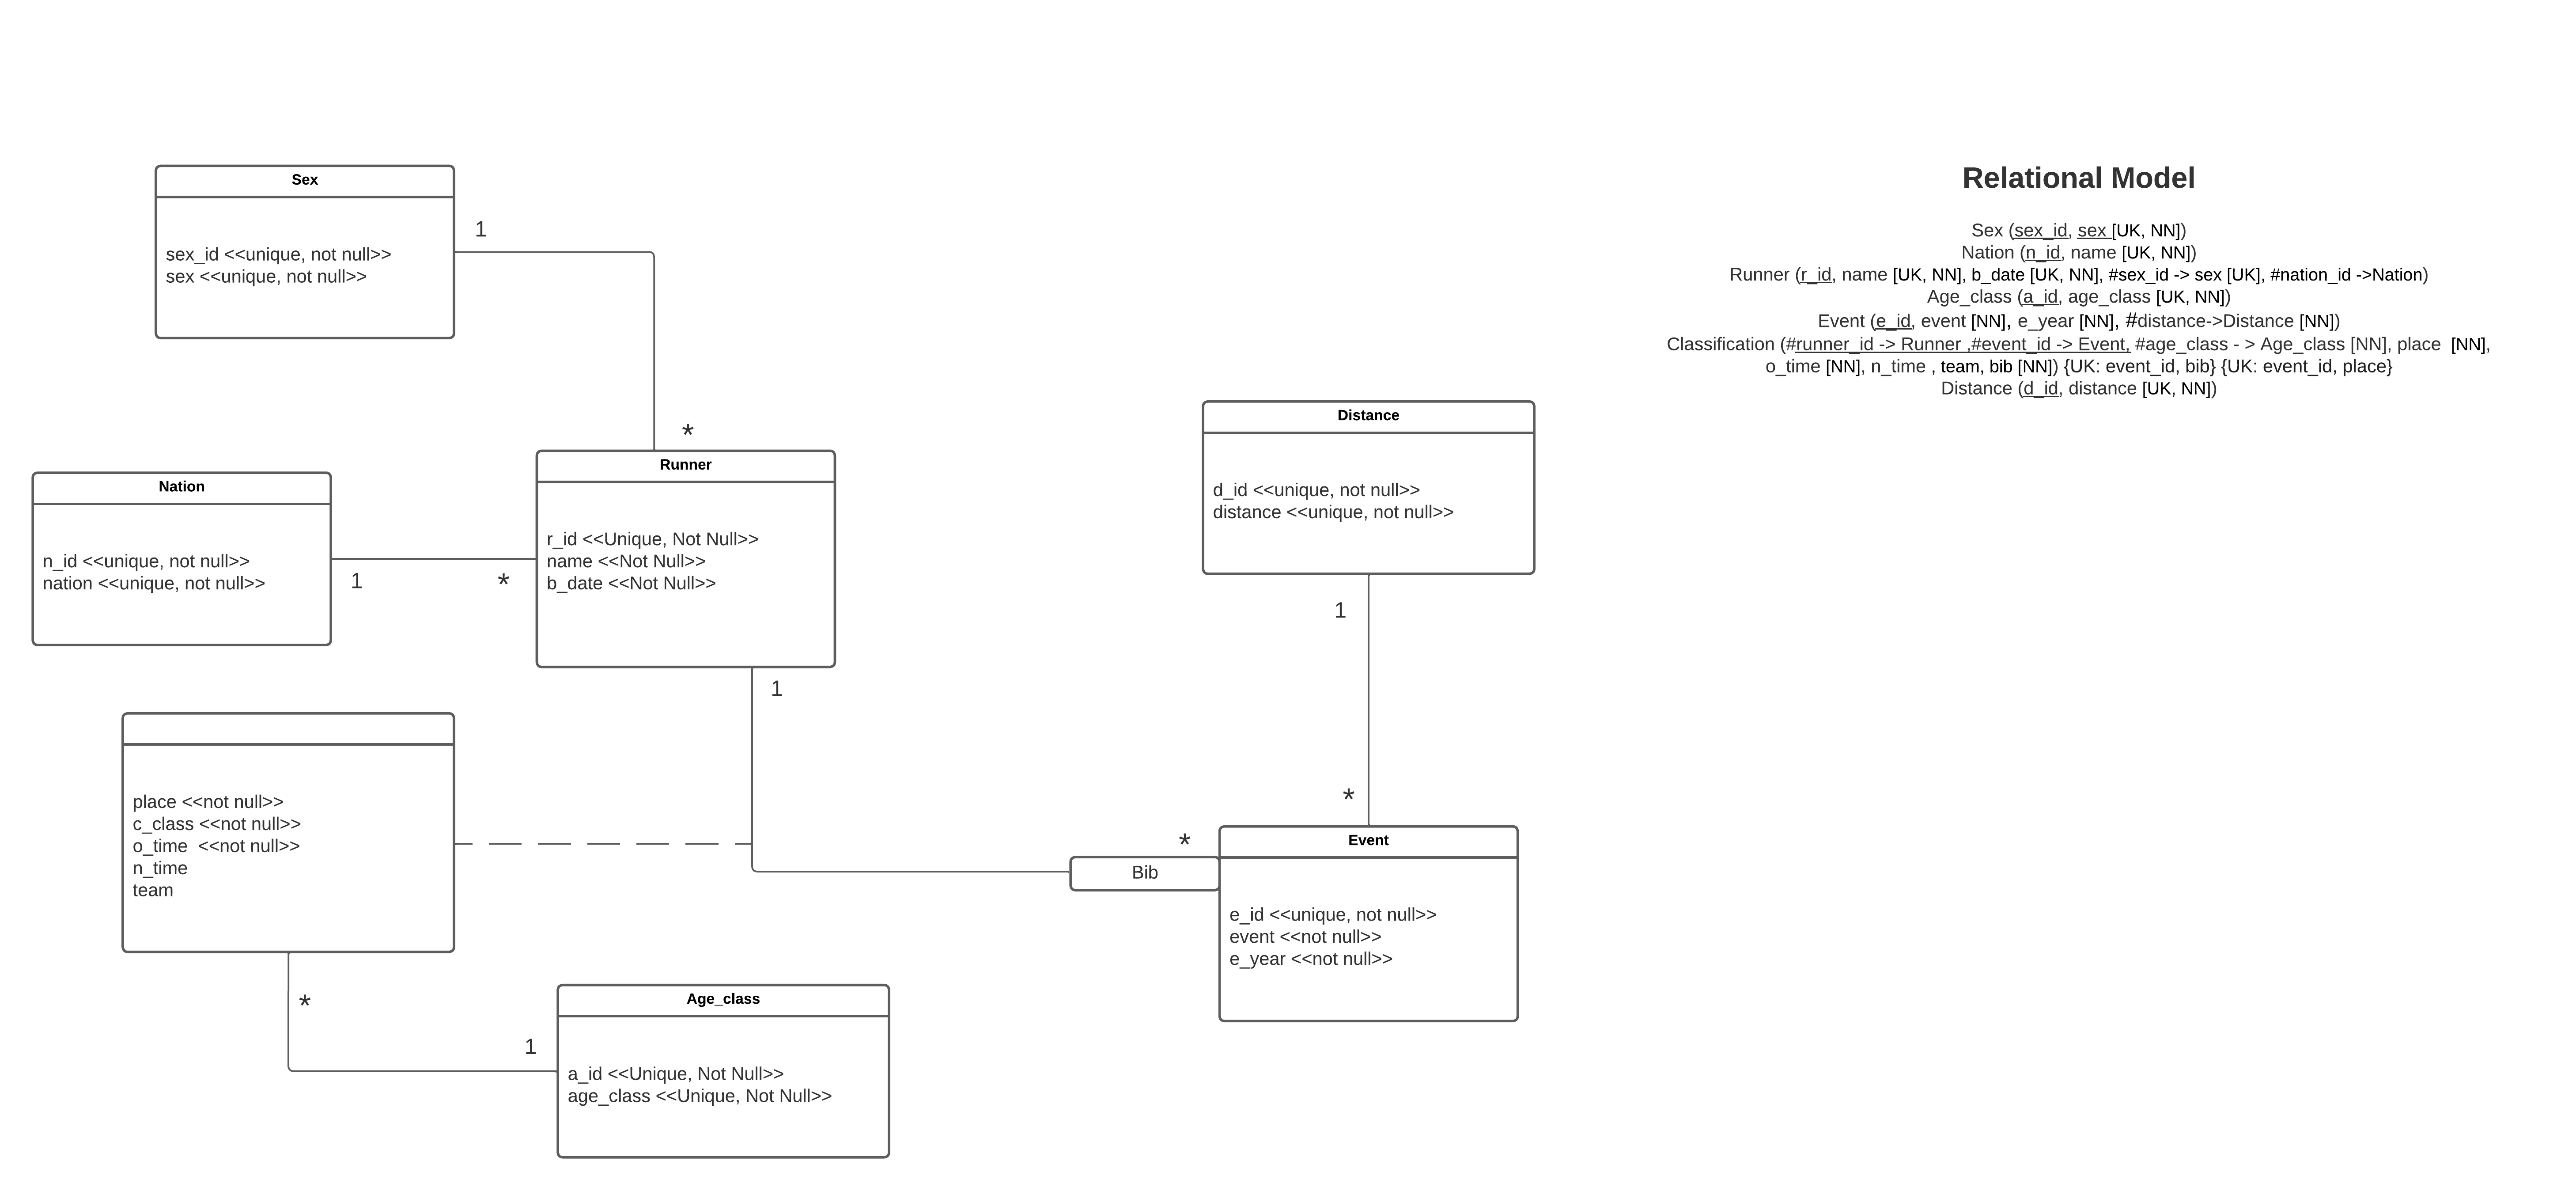 Relational Model
Sex (sex_id, sex [UK, NN])
Nation (n_id, name [UK, NN])
Runner (r_id, name [UK, NN], b_date [UK, NN], #sex_id -> sex [UK], #nation_id ->Nation)
Age_class (a_id, age_class [UK, NN])
Event (e_id, event [NN], e_year [NN], #distance->Distance [NN])
Classification (#runner_id -> Runner ,#event_id -> Event, #age_class - > Age_class [NN], place  [NN],
o_time [NN], n_time , team, bib [NN]) {UK: event_id, bib} {UK: event_id, place}
Distance (d_id, distance [UK, NN])
Sex
sex_id <<unique, not null>>
sex <<unique, not null>>
1
*
Nation
n_id <<unique, not null>>
nation <<unique, not null>>
1
*
Runner
r_id <<Unique, Not Null>>
name <<Not Null>>
b_date <<Not Null>>
1
Distance
d_id <<unique, not null>>
distance <<unique, not null>>
1
*
place <<not null>>
c_class <<not null>>
o_time  <<not null>>
n_time
team
*
Bib
*
Event
e_id <<unique, not null>>
event <<not null>>
e_year <<not null>>
1
Age_class
a_id <<Unique, Not Null>>
age_class <<Unique, Not Null>>